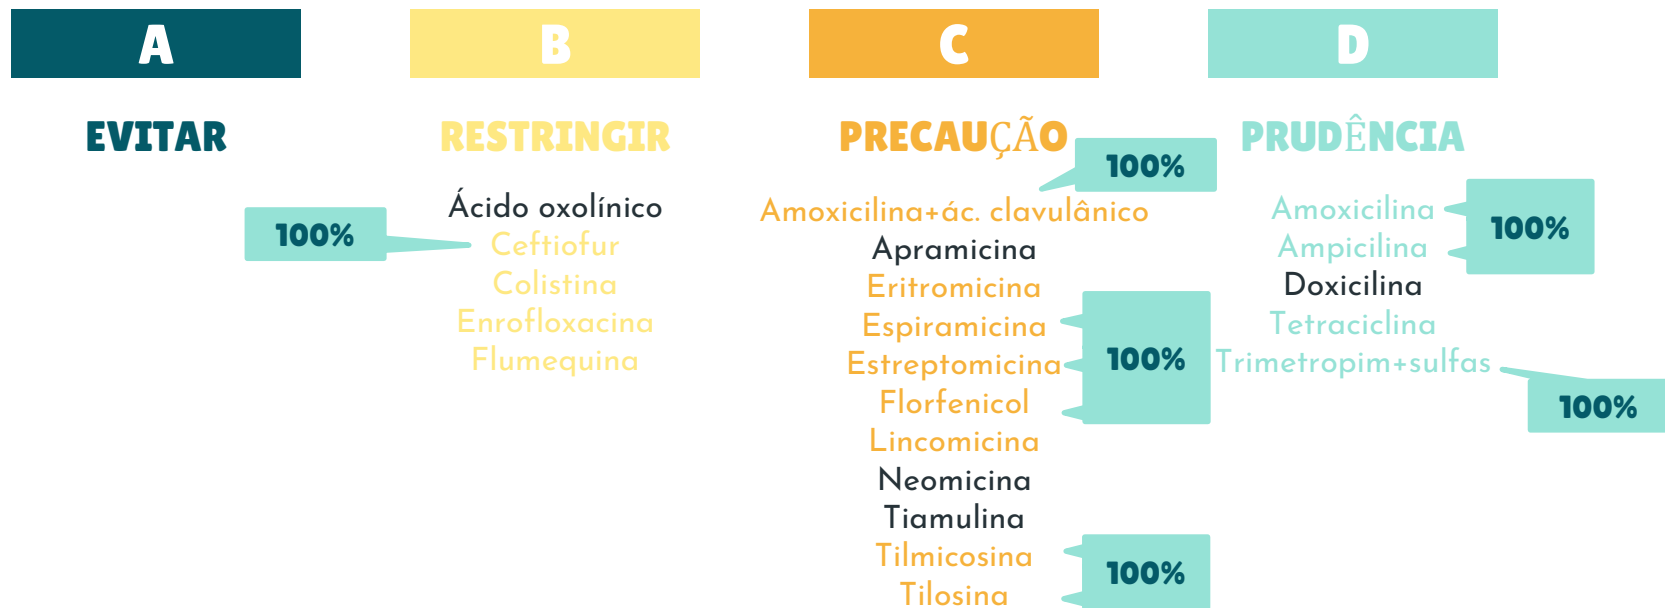 A
B
C
D
EVITAR
RESTRINGIR
PRECAUÇÃO
PRUDÊNCIA
100%
Ácido oxolínico
Ceftiofur
Colistina
Enrofloxacina
Flumequina
100%
Amoxicilina+ác. clavulânico
Apramicina
Eritromicina
Espiramicina
Estreptomicina
Florfenicol
Lincomicina
Neomicina
Tiamulina
Tilmicosina
Tilosina
100%
100%
Amoxicilina
Ampicilina
Doxicilina
Tetraciclina
Trimetropim+sulfas
100%
100%